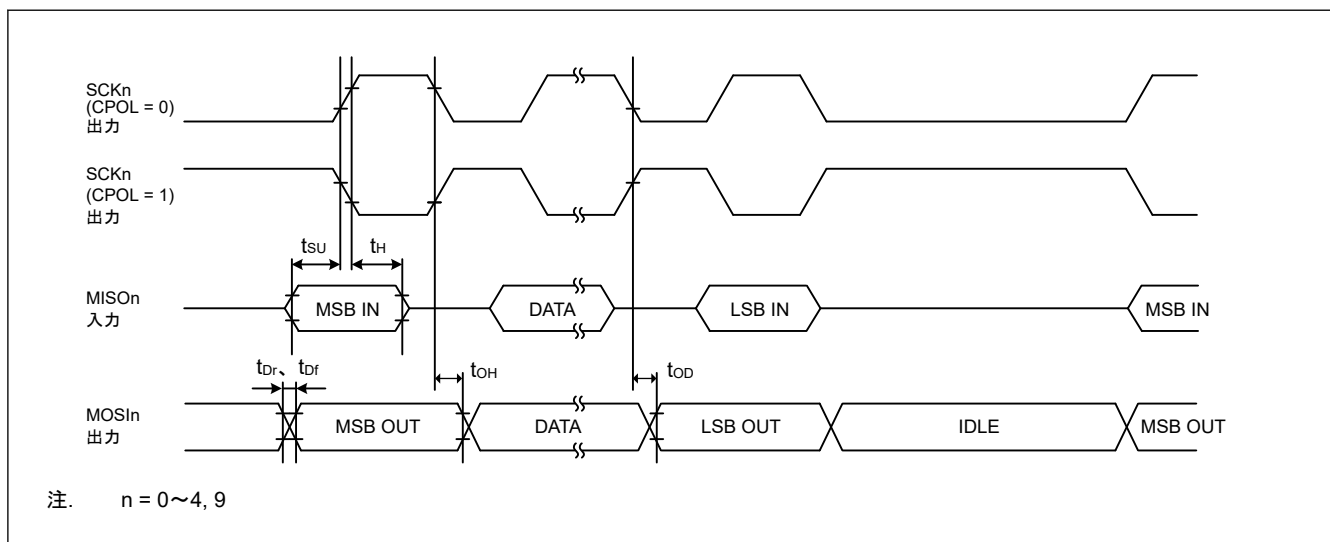 SCKn
(CPOL = 0)
出力
SCKn
(CPOL = 1)
出力
tSU
tH
MISOn
入力
MSB IN
DATA
LSB IN
MSB IN
tDr、tDf
tOH
tOD
MOSIn
出力
MSB OUT
DATA
LSB OUT
IDLE
MSB OUT
注. n = 0～4, 9